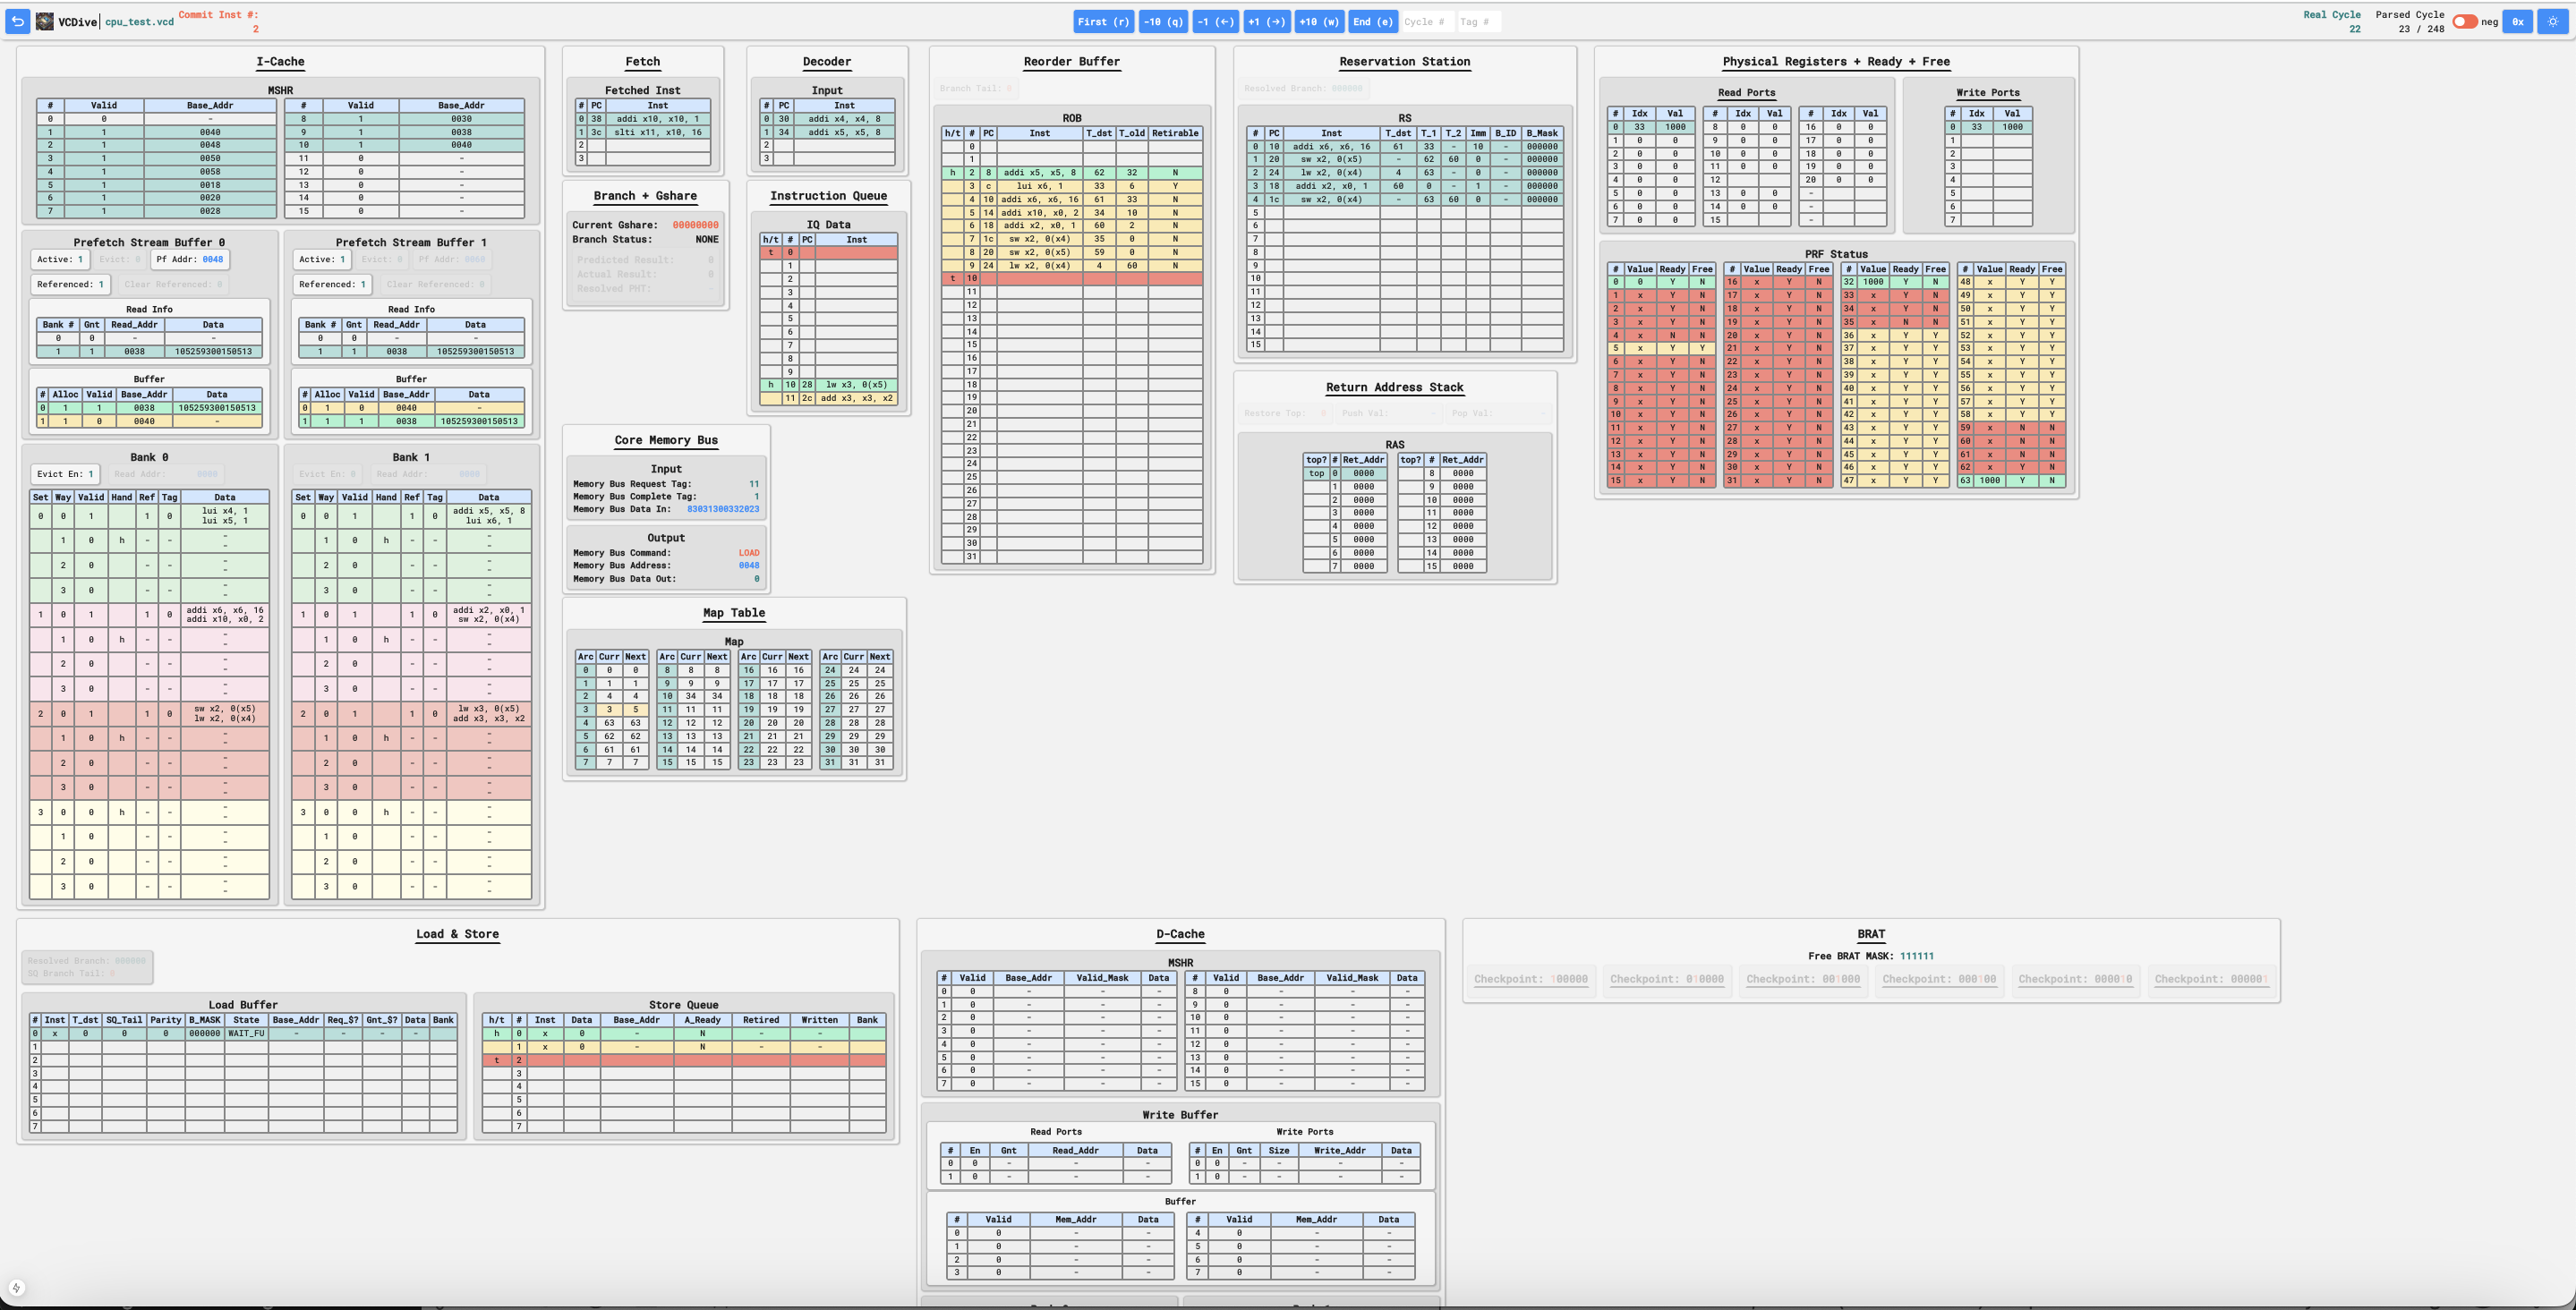 VCDive cpu_test.vcd Commit Inst #: 2
First (r) -10 (q) -1 (←) +1 (→) +10 (w) End (e) Cycle # Tag #
Real Cycle 22 Parsed Cycle 23 / 248 neg 0x
I-Cache
MSHR
# Valid Base_Addr # Valid Base_Addr
0 0 - 8 1 0030
1 1 0040 9 1 0038
2 1 0048 10 1 0040
3 1 0050 11 0 -
4 1 0058 12 0 -
5 1 0018 13 0 -
6 1 0020 14 0 -
7 1 0028 15 0 -
Prefetch Stream Buffer 0
Active: 1 Evict: 0 Pf Addr: 0048
Referenced: 1 Clear Referenced: 0
Read Info
Bank # Gnt Read_Addr Data
0 0 - -
1 1 0038 105259300150513
Buffer
# Alloc Valid Base_Addr Data
0 1 1 0038 105259300150513
1 1 0 0040 -
Prefetch Stream Buffer 1
Active: 1 Evict: 0 Pf Addr:
Referenced: 1 Clear Referenced: 0
Read Info
Bank # Gnt Read_Addr Data
0 0 - -
1 1 0038 105259300150513
Buffer
# Alloc Valid Base_Addr Data
0 1 0 0040 -
1 1 1 0038 105259300150513
Bank 0
Evict En: 1 Read Addr: 0000
Set Way Valid Hand Ref Tag Data
0 0 1 1 0 lui x4, 1
lui x5, 1
1 0 h - - -
-
2 0 - - -
-
3 0 - - -
-
1 0 1 1 0 addi x6, x6, 16
addi x10, x0, 2
1 0 h - - -
-
2 0 - - -
-
3 0 - - -
-
2 0 1 1 0 sw x2, 0(x5)
lw x2, 0(x4)
1 0 h - - -
-
2 0 - - -
-
3 0 - - -
-
3 0 0 h - - -
-
1 0 - - -
-
2 0 - - -
-
3 0 - - -
-
Bank 1
Evict En: 0 Read Addr: 0000
Set Way Valid Hand Ref Tag Data
0 0 1 1 0 addi x5, x5, 8
lui x6, 1
1 0 h - - -
-
2 0 - - -
-
3 0 - - -
-
1 0 1 1 0 addi x2, x0, 1
sw x2, 0(x4)
1 0 h - - -
-
2 0 - - -
-
3 0 - - -
-
2 0 1 1 0 lw x3, 0(x5)
add x3, x3, x2
1 0 h - - -
-
2 0 - - -
-
3 0 - - -
-
3 0 0 h - - -
-
1 0 - - -
-
2 0 - - -
-
3 0 - - -
-
Fetch
Fetched Inst
# PC Inst
0 38 addi x10, x10, 1
1 3c slti x11, x10, 16
2
3
Decoder
Input
# PC Inst
0 30 addi x4, x4, 8
1 34 addi x5, x5, 8
2
3
Branch + Gshare
Current Gshare: 00000000
Branch Status: NONE
Predicted Result: 0
Actual Result: 0
Resolved PHT: -
Instruction Queue
IQ Data
h/t # PC Inst
t 0
1
2
3
4
5
6
7
8
9
h 10 28 lw x3, 0(x5)
11 2c add x3, x3, x2
Core Memory Bus
Input
Memory Bus Request Tag: 11
Memory Bus Complete Tag: 1
Memory Bus Data In: 83031300332023
Output
Memory Bus Command: LOAD
Memory Bus Address: 0048
Memory Bus Data Out: 0
Map Table
Map
Arc Curr Next Arc Curr Next Arc Curr Next Arc Curr Next
0 0 0 8 8 8 16 16 16 24 24 24
1 1 1 9 9 9 17 17 17 25 25 25
2 4 4 10 34 34 18 18 18 26 26 26
3 3 5 11 11 11 19 19 19 27 27 27
4 63 63 12 12 12 20 20 20 28 28 28
5 62 62 13 13 13 21 21 21 29 29 29
6 61 61 14 14 14 22 22 22 30 30 30
7 7 7 15 15 15 23 23 23 31 31 31
Reorder Buffer
Branch Tail: 0
ROB
h/t # PC Inst T_dst T_old Retirable
0
1
h 2 8 addi x5, x5, 8 62 32 N
3 c lui x6, 1 33 6 Y
4 10 addi x6, x6, 16 61 33 N
5 14 addi x10, x0, 2 34 10 N
6 18 addi x2, x0, 1 60 2 N
7 1c sw x2, 0(x4) 35 0 N
8 20 sw x2, 0(x5) 59 0 N
9 24 lw x2, 0(x4) 4 60 N
t 10
11
12
13
14
15
16
17
18
19
20
21
22
23
24
25
26
27
28
29
30
31
Reservation Station
Resolved Branch: 000000
RS
# PC Inst T_dst T_1 T_2 Imm B_ID B_Mask
0 10 addi x6, x6, 16 61 33 - 10 - 000000
1 20 sw x2, 0(x5) - 62 60 0 - 000000
2 24 lw x2, 0(x4) 4 63 - 0 - 000000
3 18 addi x2, x0, 1 60 0 - 1 - 000000
4 1c sw x2, 0(x4) - 63 60 0 - 000000
5
6
7
8
9
10
11
12
13
14
15
Return Address Stack
Restore Top: 0 Push Val: - Pop Val: -
RAS
top? # Ret_Addr top? # Ret_Addr
top 0 0000 8 0000
1 0000 9 0000
2 0000 10 0000
3 0000 11 0000
4 0000 12 0000
5 0000 13 0000
6 0000 14 0000
7 0000 15 0000
Physical Registers + Ready + Free
Read Ports
# Idx Val # Idx Val # Idx Val
0 33 1000 8 0 0 16 0 0
1 0 0 9 0 0 17 0 0
2 0 0 10 0 0 18 0 0
3 0 0 11 0 0 19 0 0
4 0 0 12 20 0 0
5 0 0 13 0 0 -
6 0 0 14 0 0 -
7 0 0 15 -
Write Ports
# Idx Val
0 33 1000
1
2
3
4
5
6
7
PRF Status
# Value Ready Free # Value Ready Free # Value Ready Free # Value Ready Free
0 0 Y N 16 x Y N 32 1000 Y N 48 x Y Y
1 x Y N 17 x Y N 33 x Y N 49 x Y Y
2 x Y N 18 x Y N 34 x Y N 50 x Y Y
3 x Y N 19 x Y N 35 x N N 51 x Y Y
4 x N N 20 x Y N 36 x Y Y 52 x Y Y
5 x Y Y 21 x Y N 37 x Y Y 53 x Y Y
6 x Y N 22 x Y N 38 x Y Y 54 x Y Y
7 x Y N 23 x Y N 39 x Y Y 55 x Y Y
8 x Y N 24 x Y N 40 x Y Y 56 x Y Y
9 x Y N 25 x Y N 41 x Y Y 57 x Y Y
10 x Y N 26 x Y N 42 x Y Y 58 x Y Y
11 x Y N 27 x Y N 43 x Y Y 59 x N N
12 x Y N 28 x Y N 44 x Y Y 60 x N N
13 x Y N 29 x Y N 45 x Y Y 61 x N N
14 x Y N 30 x Y N 46 x Y Y 62 x Y N
15 x Y N 31 x Y N 47 x Y Y 63 1000 Y N
Load & Store
Resolved Branch: 000000
SQ Branch Tail: 0
Load Buffer
# Inst T_dst SQ_Tail Parity B_MASK State Base_Addr Req_$? Gnt_$? Data Bank
0 x 0 0 0 000000 WAIT_FU - - - -
1
2
3
4
5
6
7
Store Queue
h/t # Inst Data Base_Addr A_Ready Retired Written Bank
h 0 x 0 - N - -
1 x 0 - N - -
t 2
3
4
5
6
7
D-Cache
MSHR
# Valid Base_Addr Valid_Mask Data # Valid Base_Addr Valid_Mask Data
0 0 - - - 8 0 - - -
1 0 - - - 9 0 - - -
2 0 - - - 10 0 - - -
3 0 - - - 11 0 - - -
4 0 - - - 12 0 - - -
5 0 - - - 13 0 - - -
6 0 - - - 14 0 - - -
7 0 - - - 15 0 - - -
Write Buffer
Read Ports Write Ports
# En Gnt Read_Addr Data # En Gnt Size Write_Addr Data
0 0 - - - 0 0 - - - -
1 0 - - - 1 0 - - - -
Buffer
# Valid Mem_Addr Data # Valid Mem_Addr Data
0 0 - - 4 0 - -
1 0 - - 5 0 - -
2 0 - - 6 0 - -
3 0 - - 7 0 - -
BRAT
Free BRAT MASK: 111111
Checkpoint: 100000 Checkpoint: 010000 Checkpoint: 001000 Checkpoint: 000100 Checkpoint: 000010 Checkpoint: 000001